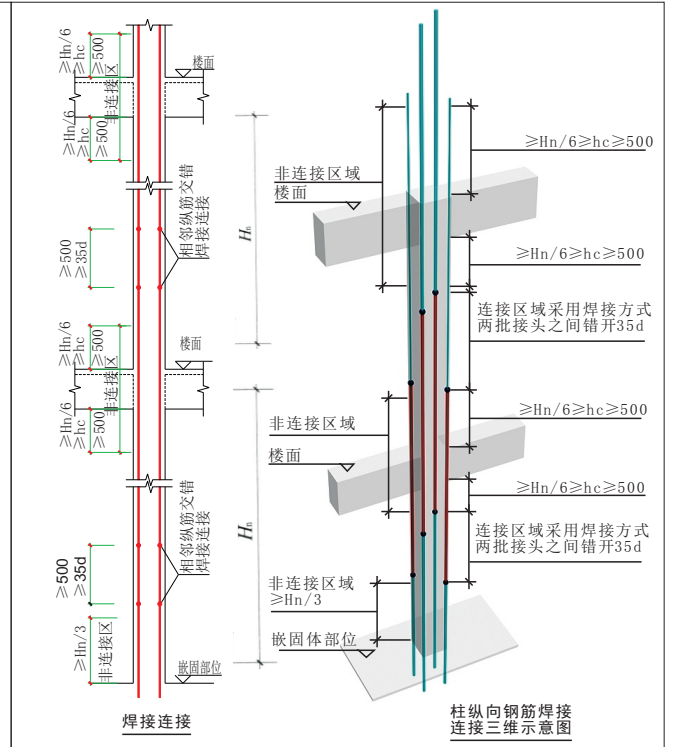 ≥Hn/6
≥hc
≥500
非连接区
楼面
≥Hn/6
≥hc
≥500
≥500
≥35d
相邻纵筋交错
焊接连接
Hn
≥Hn/6
≥hc
≥500
非连接区
楼面
≥Hn/6
≥hc
≥500
≥500
≥35d
相邻纵筋交错
焊接连接
Hn
≥Hn/3
非连接区
嵌固部位
焊接连接
非连接区域
楼面
≥Hn/6≥hc≥500
≥Hn/6≥hc≥500
连接区域采用焊接方式
两批接头之间错开35d
非连接区域
楼面
≥Hn/6≥hc≥500
≥Hn/6≥hc≥500
连接区域采用焊接方式
两批接头之间错开35d
非连接区域
≥Hn/3
嵌固体部位
柱纵向钢筋焊接
连接三维示意图